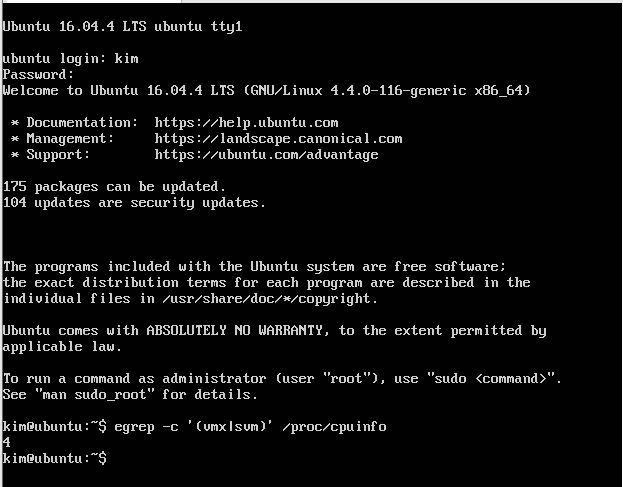 Ubuntu 16.04.4 LTS ubuntu tty1
ubuntu login: kim
Password:
Welcome to Ubuntu 16.04.4 LTS (GNU/Linux 4.4.0-116-generic x86_64)
* Documentation:  https://help.ubuntu.com
* Management:     https://landscape.canonical.com
* Support:        https://ubuntu.com/advantage
175 packages can be updated.
104 updates are security updates.
The programs included with the Ubuntu system are free software;
the exact distribution terms for each program are described in the
individual files in /usr/share/doc/*/copyright.
Ubuntu comes with ABSOLUTELY NO WARRANTY, to the extent permitted by
applicable law.
To run a command as administrator (user "root"), use "sudo <command>".
See "man sudo_root" for details.
kim@ubuntu:~$ egrep -c '(vmx|svm)' /proc/cpuinfo
4
kim@ubuntu:~$